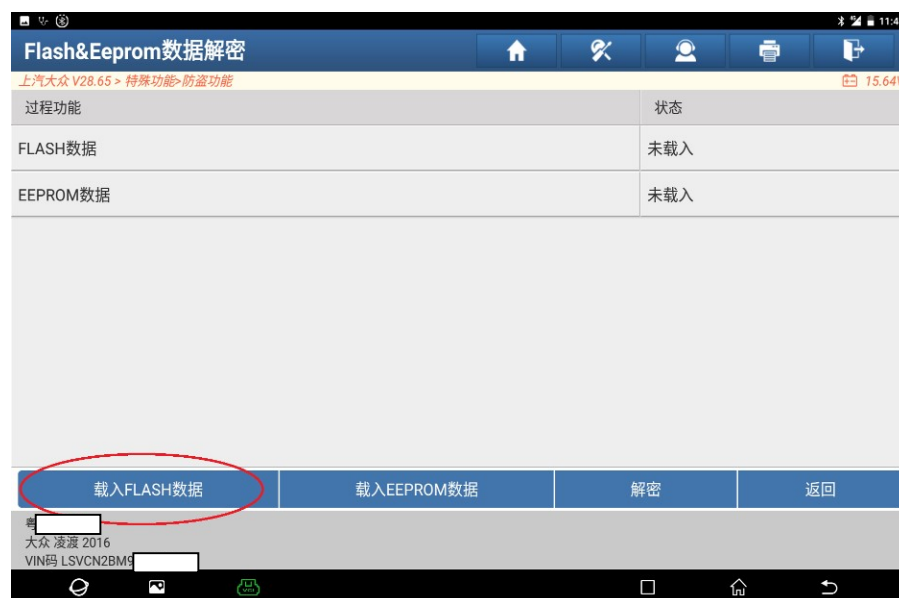 11:4
Flash&Eeprom数据解密
上汽大众 V28.65 > 特殊功能>防盗功能
15.64V
过程功能
状态
FLASH数据
未载入
EEPROM数据
未载入
载入FLASH数据
载入EEPROM数据
解密
返回
粤
大众 凌渡 2016
VIN码 LSVCN2BM9